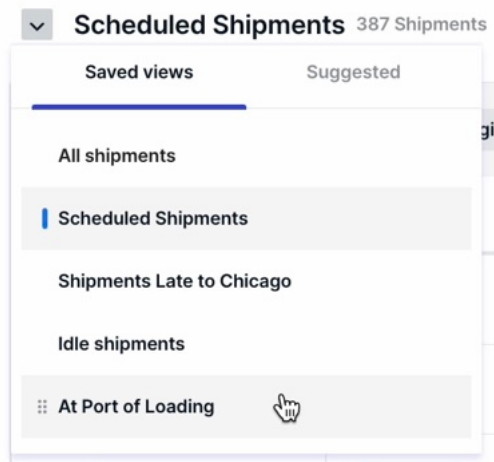 Scheduled Shipments 387 Shipments
Saved views Suggested
All shipments
Scheduled Shipments
Shipments Late to Chicago
Idle shipments
At Port of Loading